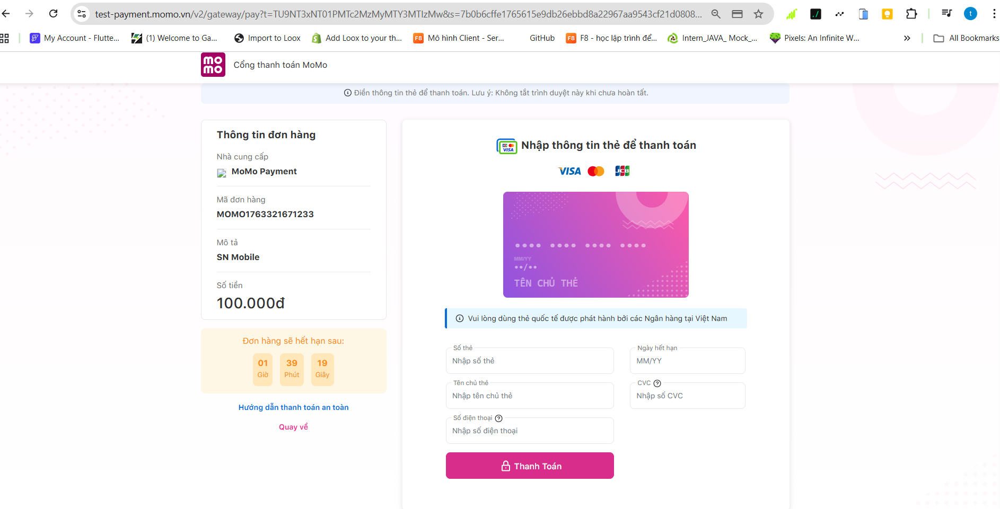 test-payment.momo.vn/v2/gateway/pay?t=TU9NT3xNT01PMTc2MzMyMTY3MTIzMw&s=7b0b6cffe1765615e9db26ebbd8a22967aa9543cf21d0808...
t
My Account - Flutte...
(1) Welcome to Ga...
Import to Loox
Add Loox to your th...
F8 Mô hình Client - Ser...
GitHub
F8 F8 - học lập trình để...
Intern_JAVA_ Mock_...
Pixels: An Infinite W...
»
All Bookmarks
mo
mo
Cổng thanh toán MoMo
Điền thông tin thẻ để thanh toán. Lưu ý: Không tắt trình duyệt này khi chưa hoàn tất.
Thông tin đơn hàng
Nhà cung cấp
MoMo Payment
Mã đơn hàng
MOMO1763321671233
Mô tả
SN Mobile
Số tiền
100.000đ
Đơn hàng sẽ hết hạn sau:
01 39 19
Giờ Phút Giây
Hướng dẫn thanh toán an toàn
Quay về
VISA
Nhập thông tin thẻ để thanh toán
VISA JCB
•••• •••• •••• ••••
MM/YY
••/••
TÊN CHỦ THẺ
Vui lòng dùng thẻ quốc tế được phát hành bởi các Ngân hàng tại Việt Nam
Số thẻ
Nhập số thẻ
Ngày hết hạn
MM/YY
Tên chủ thẻ
Nhập tên chủ thẻ
CVC
Nhập số CVC
Số điện thoại
Nhập số điện thoại
Thanh Toán